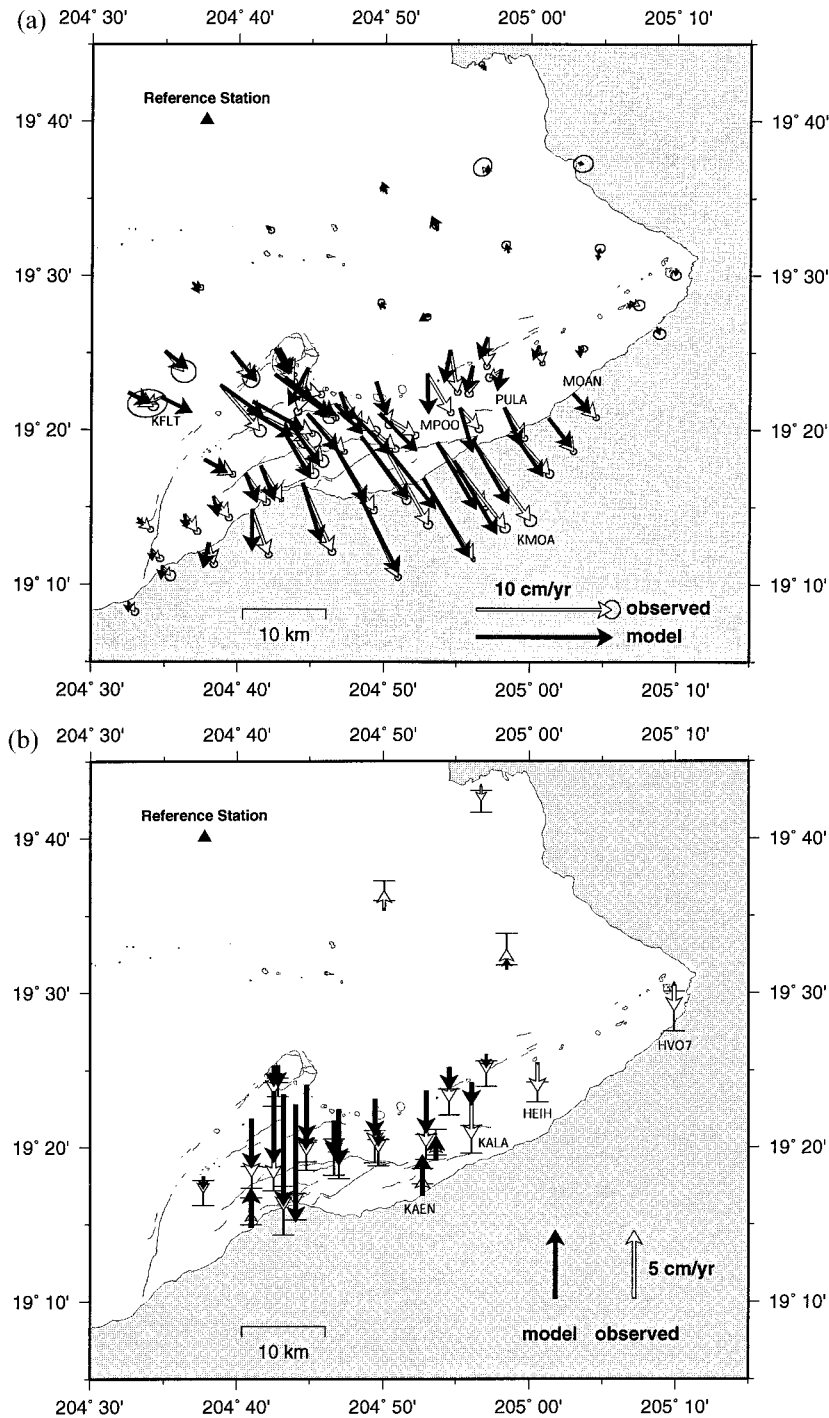 (a)
204° 30' 204° 40' 204° 50' 205° 00' 205° 10'
Reference Station
19° 40' 19° 40'
19° 30' 19° 30'
MOAN
PULA
KFLT
MPOO
19° 20' 19° 20'
KMOA
19° 10' 19° 10'
10 cm/yr
observed
10 km
model
204° 30' 204° 40' 204° 50' 205° 00' 205° 10'
(b)
204° 30' 204° 40' 204° 50' 205° 00' 205° 10'
Reference Station
19° 40' 19° 40'
19° 30' 19° 30'
HVO7
HEIH
19° 20' 19° 20'
KALA
KAEN
5 cm/yr
19° 10' 19° 10'
model observed
10 km
204° 30' 204° 40' 204° 50' 205° 00' 205° 10'